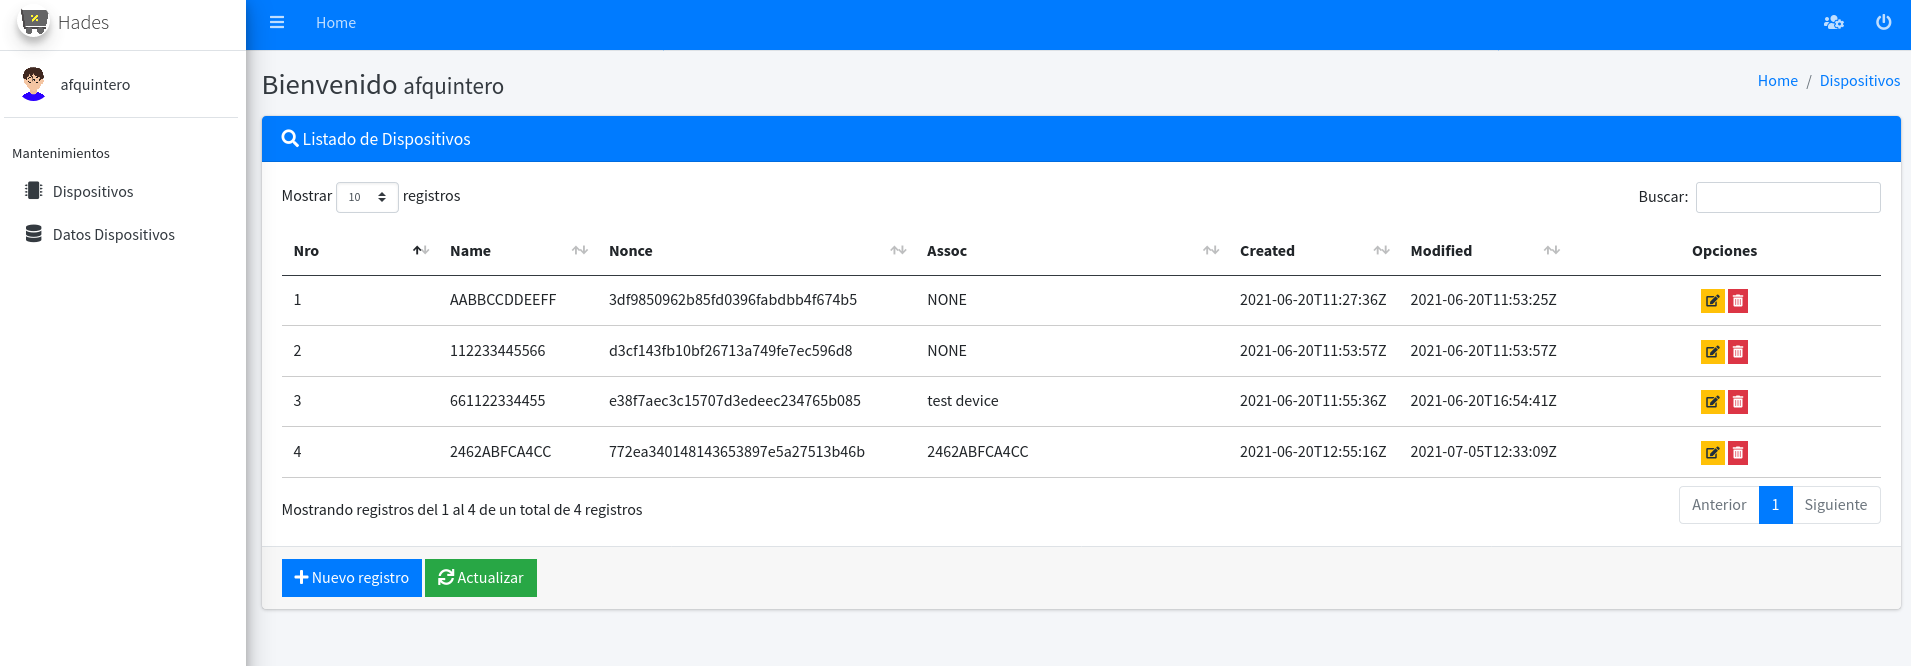 Hades
Home
afquintero
Bienvenido afquintero
Home / Dispositivos
Mantenimientos
Dispositivos
Datos Dispositivos
Listado de Dispositivos
Mostrar 10 registros
Buscar:
Nro Name Nonce Assoc Created Modified Opciones
1 AABBCCDDEEFF 3df9850962b85fd0396fabdbb4f674b5 NONE 2021-06-20T11:27:36Z 2021-06-20T11:53:25Z
2 112233445566 d3cf143fb10bf26713a749fe7ec596d8 NONE 2021-06-20T11:53:57Z 2021-06-20T11:53:57Z
3 661122334455 e38f7aec3c15707d3edeec234765b085 test device 2021-06-20T11:55:36Z 2021-06-20T16:54:41Z
4 2462ABFCA4CC 772ea340148143653897e5a27513b46b 2462ABFCA4CC 2021-06-20T12:55:16Z 2021-07-05T12:33:09Z
Mostrando registros del 1 al 4 de un total de 4 registros
Anterior 1 Siguiente
Nuevo registro
Actualizar